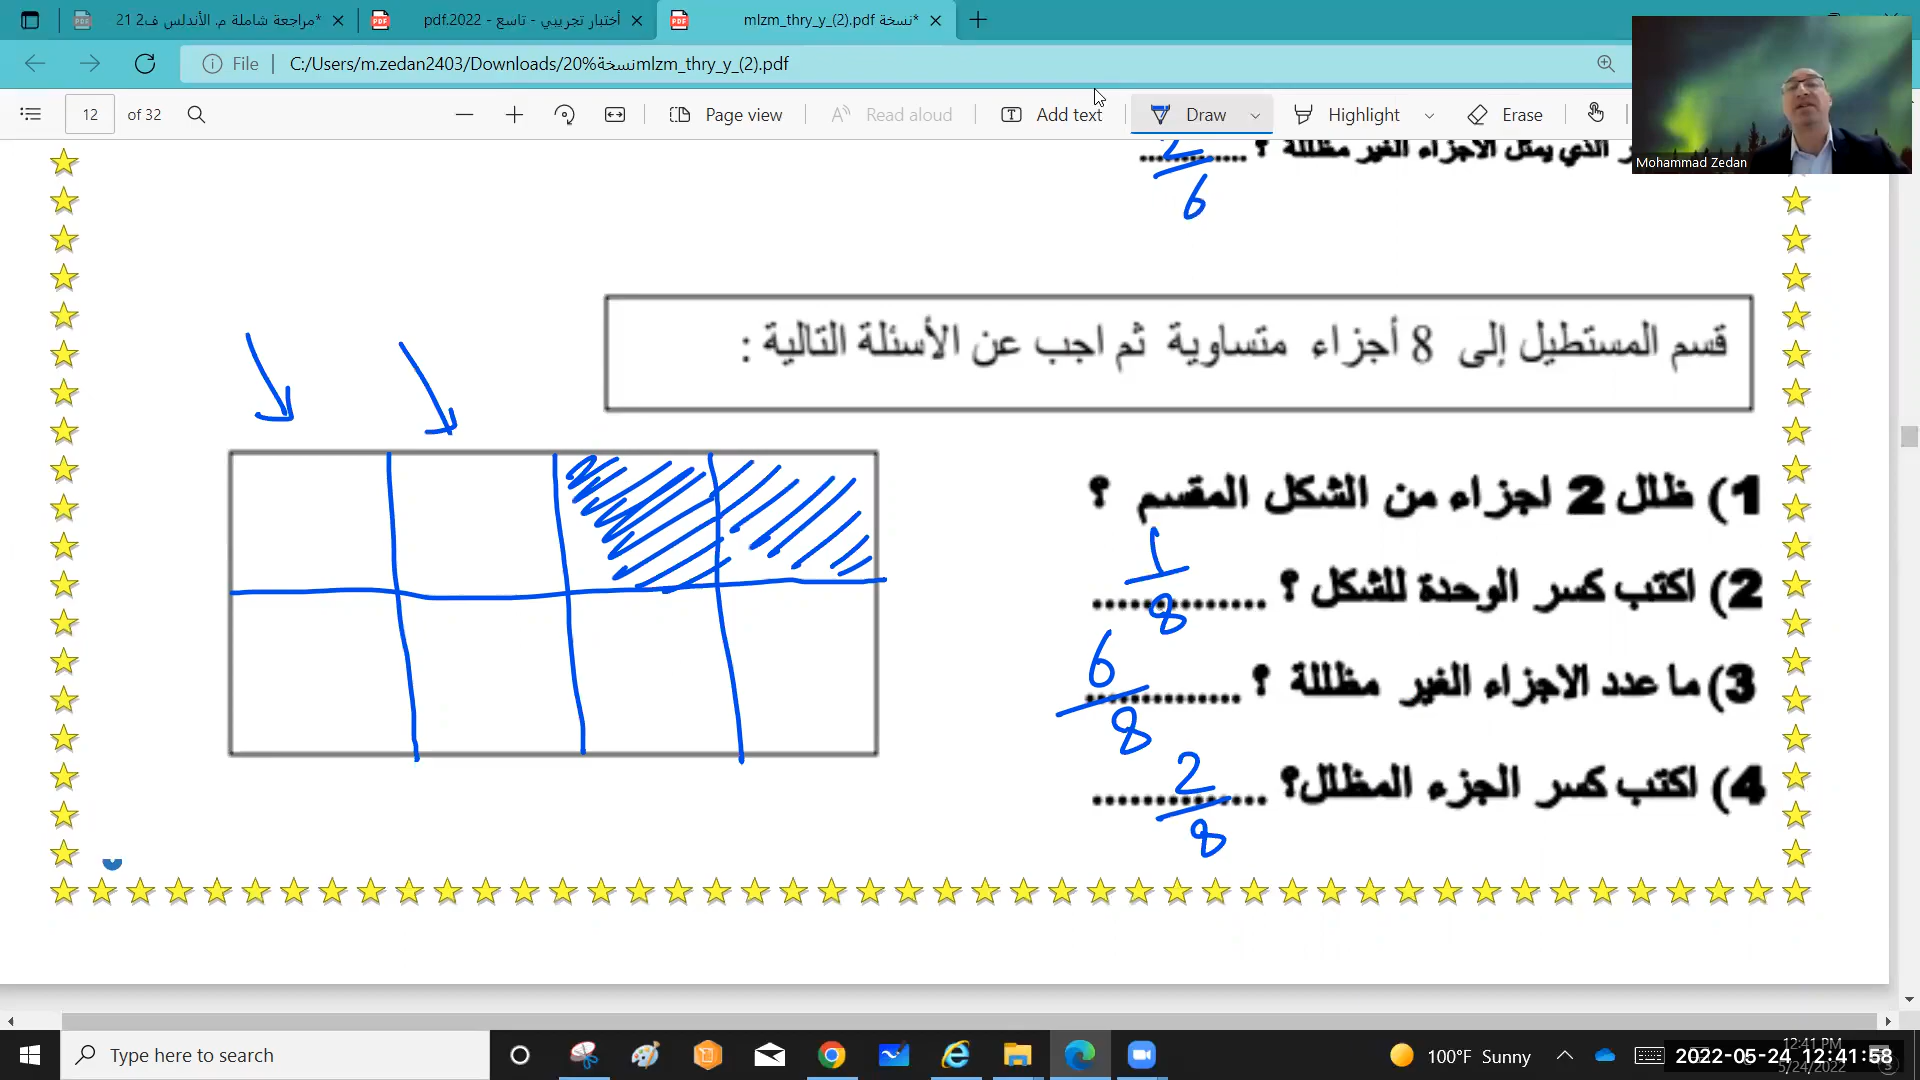 *مراجعة شاملة م. الأندلس ف2 21
أختبار تجريبي - تاسع - 2022.pdf
*نسخة mlzm_thry_y_(2).pdf
File
C:/Users/m.zedan2403/Downloads/20%نسخةmlzm_thry_y_(2).pdf
12 of 32
Page view
Read aloud
Add text
Draw
Highlight
Erase
Mohammad Zedan
الذي يمثل الاجزاء الغير مظللة ؟ ............
2/6
قسم المستطيل إلى 8 أجزاء متساوية ثم اجب عن الأسئلة التالية :
1) ظلل 2 اجزاء من الشكل المقسم ؟
2) اكتب كسر الوحدة للشكل ؟ ..............
1/8
3) ما عدد الاجزاء الغير مظللة ؟ ..............
6/8
4) اكتب كسر الجزء المظلل؟ ..............
2/8
Type here to search
100°F Sunny
12:41 PM
5/24/2022
2022-05-24 12:41:58